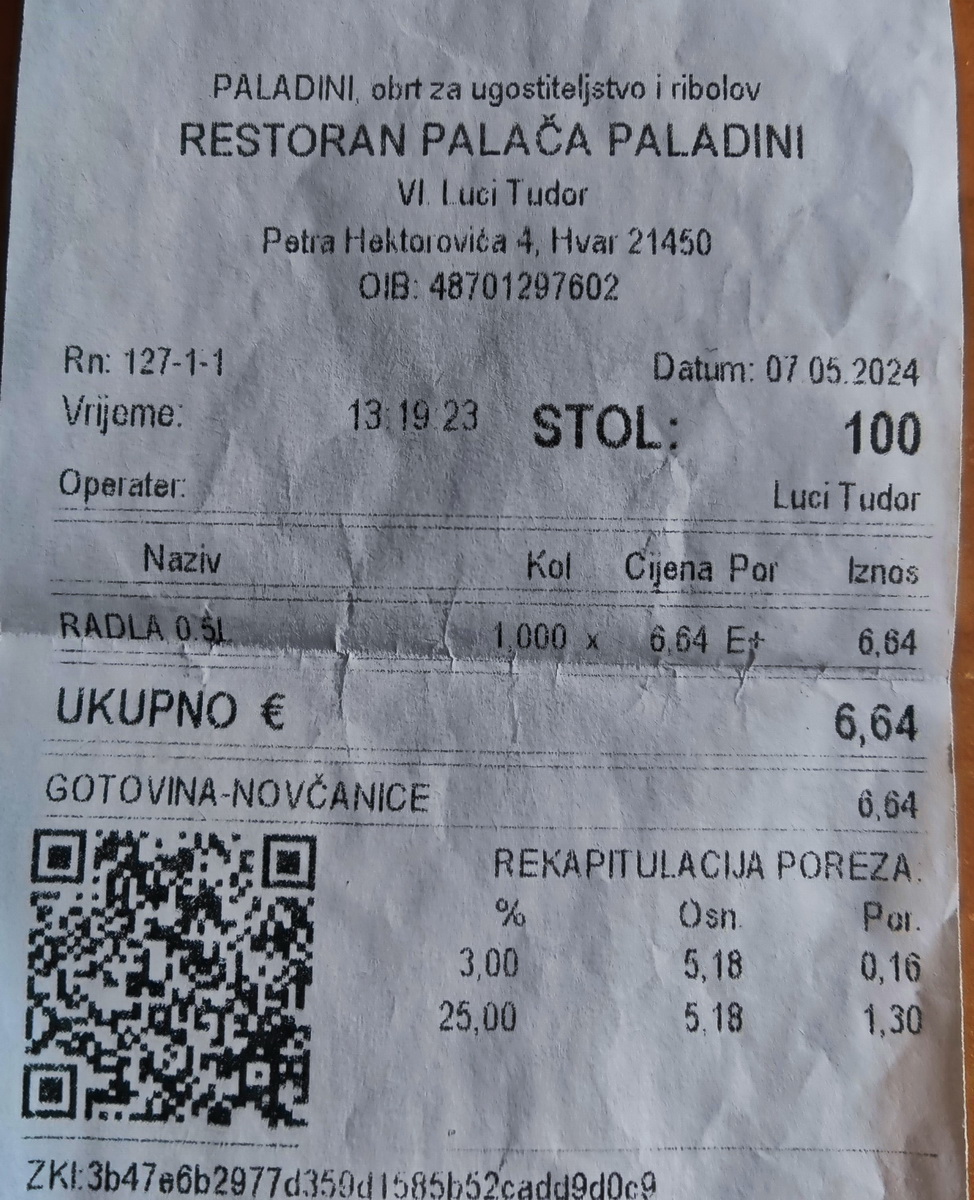 PALADINI, obrt za ugostiteljstvo i ribolov
RESTORAN PALAČA PALADINI
Vl. Luci Tudor
Petra Hektorovića 4, Hvar 21450
OIB: 48701297602
Rn: 127-1-1 Datum: 07.05.2024
Vrijeme: 13:19:23 STOL: 100
Operater: Luci Tudor
Naziv Kol Cijena Por Iznos
RADLA 0.5L 1,000 x 6,64 E+ 6,64
UKUPNO € 6,64
GOTOVINA-NOVČANICE 6,64
REKAPITULACIJA POREZA:
% Osn. Por.
3,00 5,18 0,16
25,00 5,18 1,30
ZKI:3b47e6b2977d359d1585b52cadd9d0c9